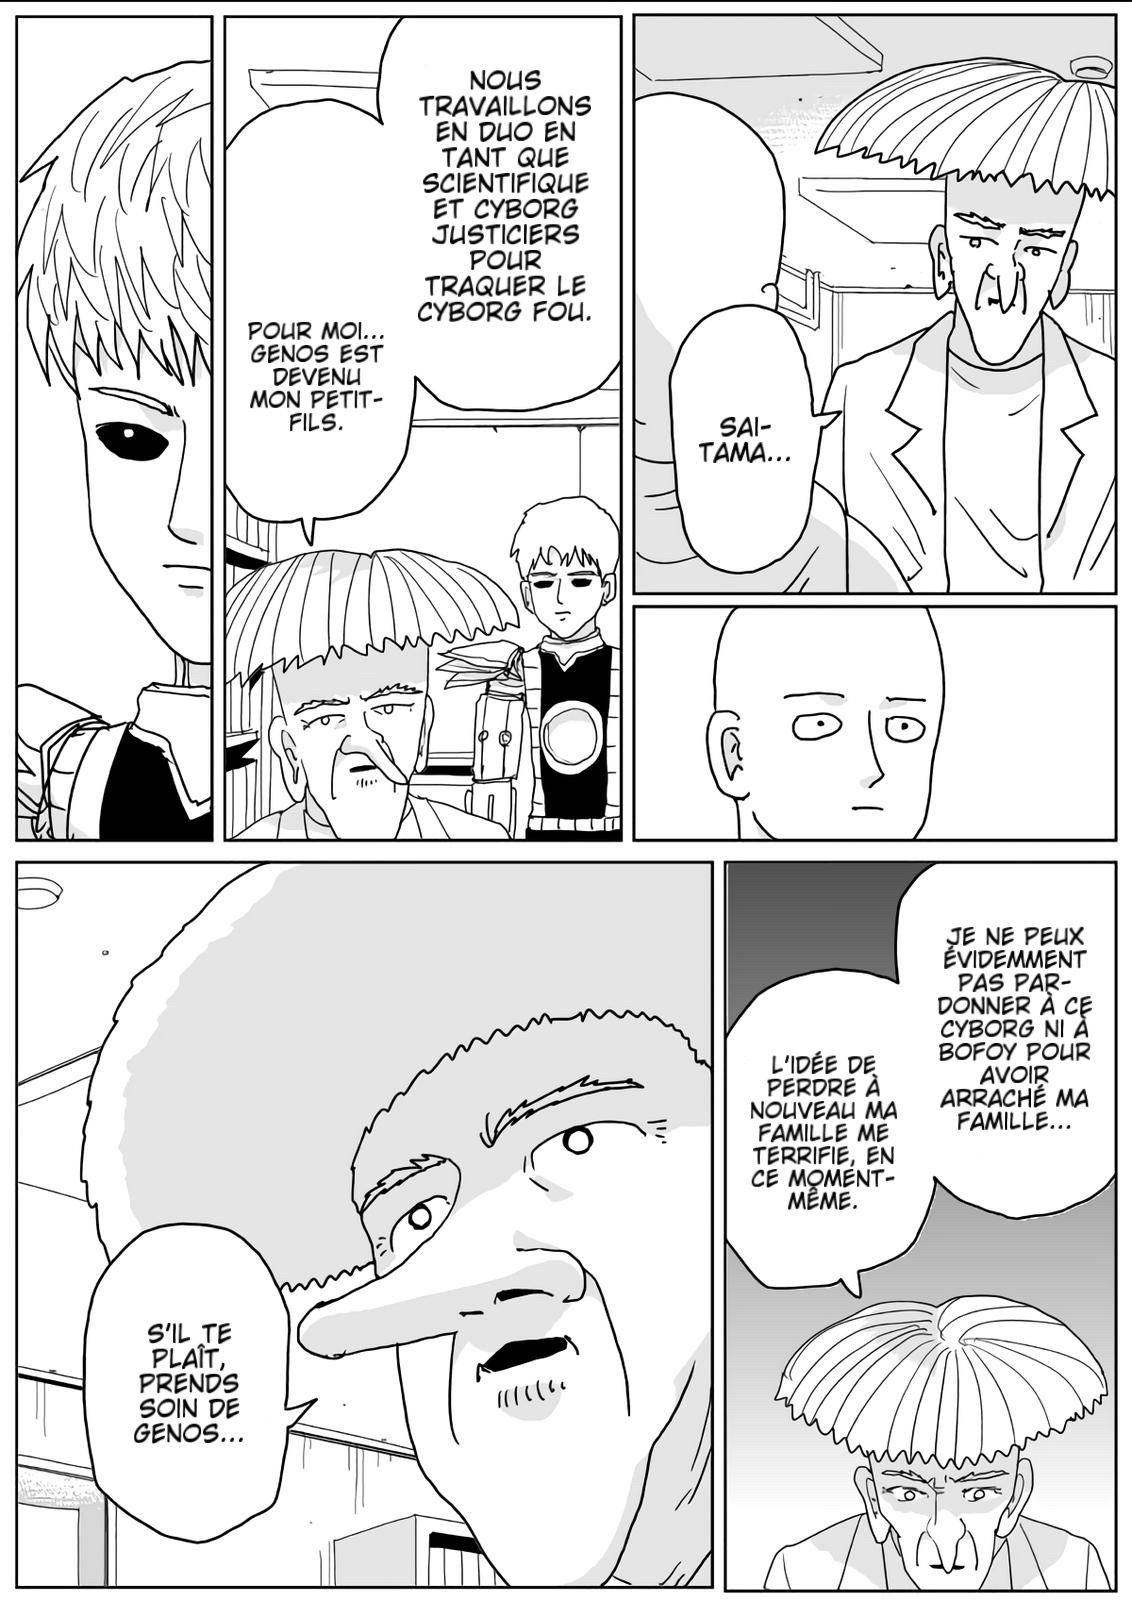 SAI-
TAMA...
NOUS
TRAVAILLONS
EN DUO EN
TANT QUE
SCIENTIFIQUE
ET CYBORG
JUSTICIERS
POUR
TRAQUER LE
CYBORG FOU.
POUR MOI...
GENOS EST
DEVENU
MON PETIT-
FILS.
JE NE PEUX
ÉVIDEMMENT
PAS PAR-
DONNER À CE
CYBORG NI À
BOFOY POUR
AVOIR
ARRACHÉ MA
FAMILLE...
L'IDÉE DE
PERDRE À
NOUVEAU MA
FAMILLE ME
TERRIFIE, EN
CE MOMENT-
MÊME.
S'IL TE
PLAÎT,
PRENDS
SOIN DE
GENOS...